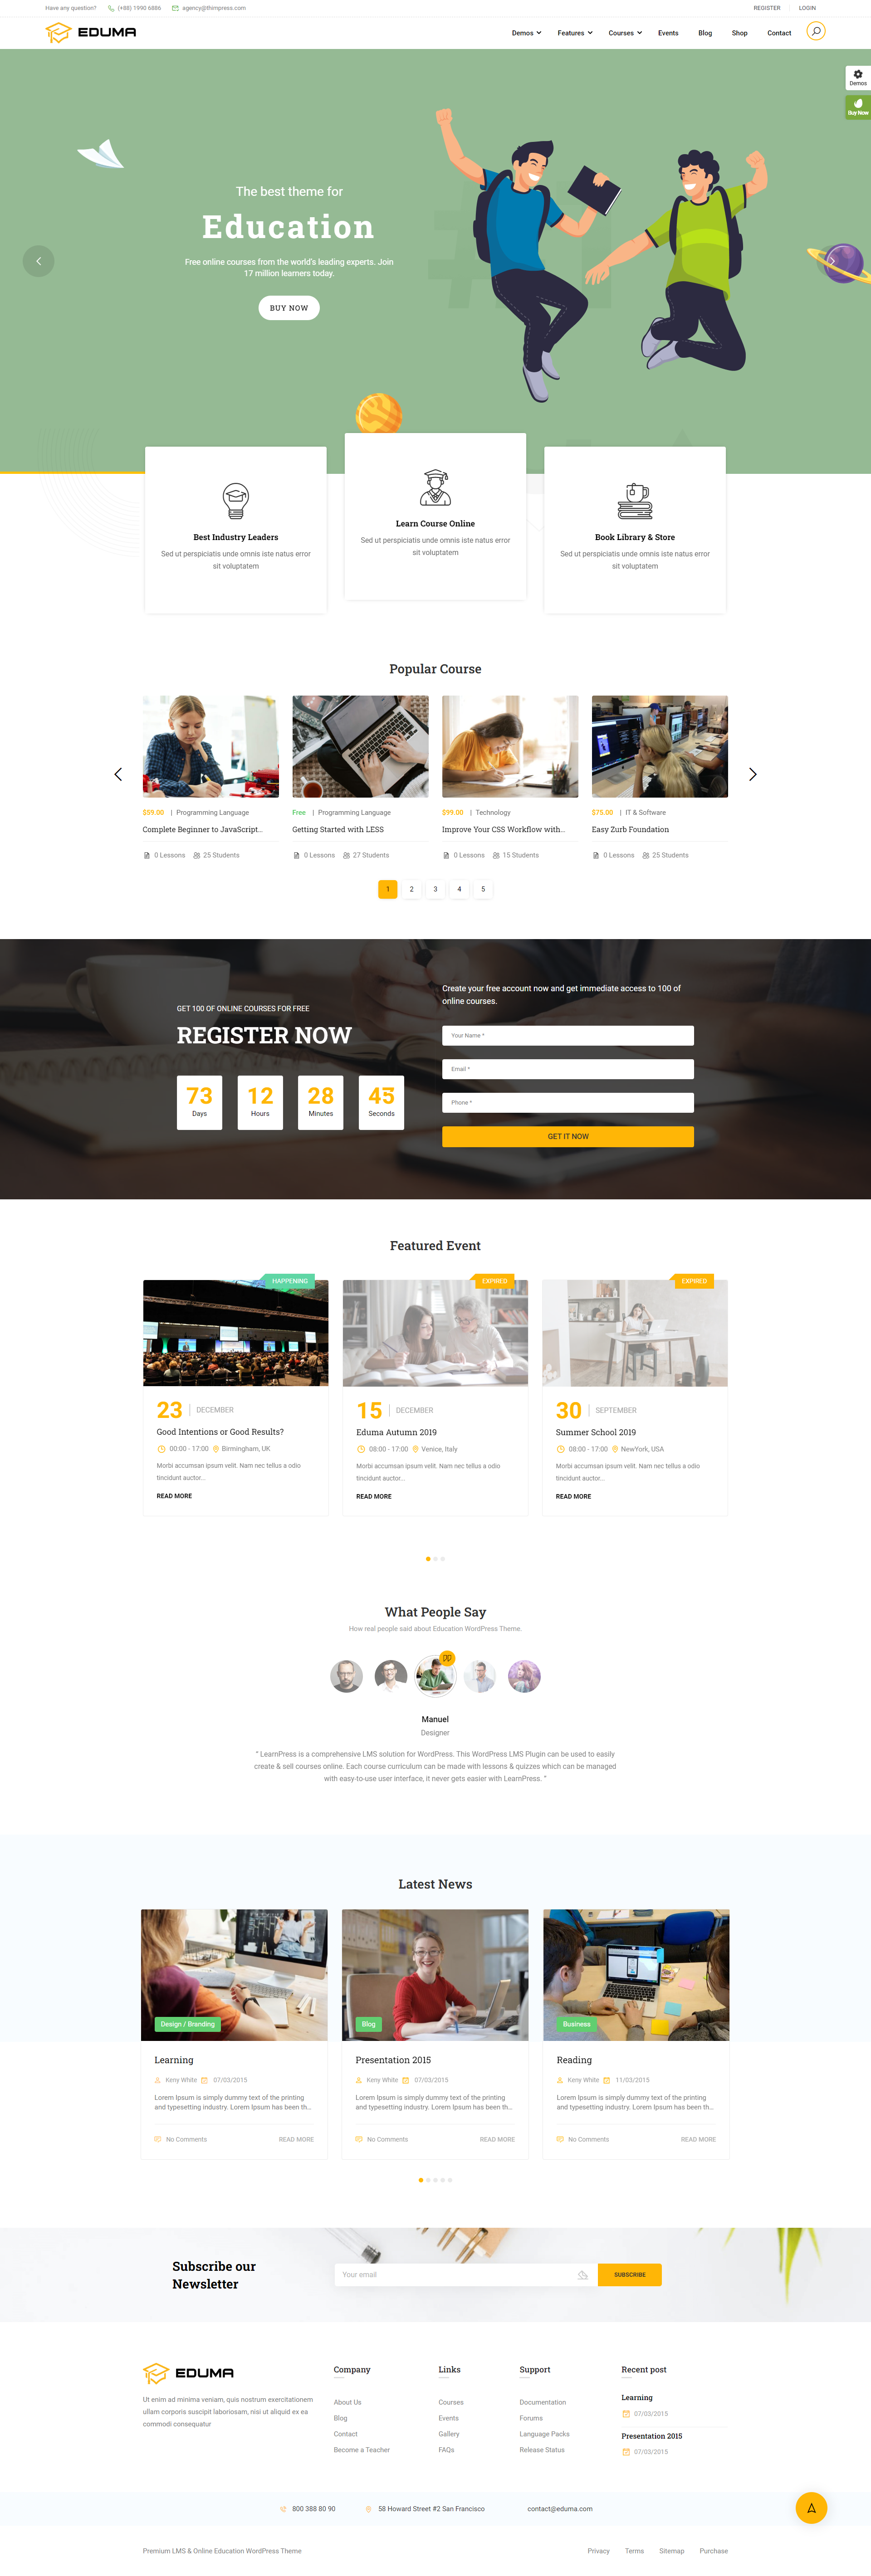 Have any question? (+88) 1990 6886 agency@thimpress.com REGISTER LOGIN
EDUMA Demos Features Courses Events Blog Shop Contact
Demos
Buy Now
The best theme for
Education
Free online courses from the world's leading experts. Join
17 million learners today.
BUY NOW
Best Industry Leaders
Sed ut perspiciatis unde omnis iste natus error
sit voluptatem
Learn Course Online
Sed ut perspiciatis unde omnis iste natus error
sit voluptatem
Book Library & Store
Sed ut perspiciatis unde omnis iste natus error
sit voluptatem
Popular Course
$59.00 | Programming Language
Complete Beginner to JavaScript...
0 Lessons 25 Students
Free | Programming Language
Getting Started with LESS
0 Lessons 27 Students
$99.00 | Technology
Improve Your CSS Workflow with...
0 Lessons 15 Students
$75.00 | IT & Software
Easy Zurb Foundation
0 Lessons 25 Students
1 2 3 4 5
GET 100 OF ONLINE COURSES FOR FREE
REGISTER NOW
73 12 28 45
Days Hours Minutes Seconds
Create your free account now and get immediate access to 100 of
online courses.
Your Name *
Email *
Phone *
GET IT NOW
Featured Event
HAPPENING
23 DECEMBER
Good Intentions or Good Results?
00:00 - 17:00 Birmingham, UK
Morbi accumsan ipsum velit. Nam nec tellus a odio
tincidunt auctor...
READ MORE
EXPIRED
15 DECEMBER
Eduma Autumn 2019
08:00 - 17:00 Venice, Italy
Morbi accumsan ipsum velit. Nam nec tellus a odio
tincidunt auctor...
READ MORE
EXPIRED
30 SEPTEMBER
Summer School 2019
08:00 - 17:00 NewYork, USA
Morbi accumsan ipsum velit. Nam nec tellus a odio
tincidunt auctor...
READ MORE
What People Say
How real people said about Education WordPress Theme.
Manuel
Designer
" LearnPress is a comprehensive LMS solution for WordPress. This WordPress LMS Plugin can be used to easily
create & sell courses online. Each course curriculum can be made with lessons & quizzes which can be managed
with easy-to-use user interface, it never gets easier with LearnPress. "
Latest News
Design / Branding
Learning
Keny White 07/03/2015
Lorem Ipsum is simply dummy text of the printing
and typesetting industry. Lorem Ipsum has been th...
No Comments READ MORE
Blog
Presentation 2015
Keny White 07/03/2015
Lorem Ipsum is simply dummy text of the printing
and typesetting industry. Lorem Ipsum has been th...
No Comments READ MORE
Business
Reading
Keny White 11/03/2015
Lorem Ipsum is simply dummy text of the printing
and typesetting industry. Lorem Ipsum has been th...
No Comments READ MORE
Subscribe our
Newsletter
Your email
SUBSCRIBE
EDUMA
Ut enim ad minima veniam, quis nostrum exercitationem
ullam corporis suscipit laboriosam, nisi ut aliquid ex ea
commodi consequatur
Company
About Us
Blog
Contact
Become a Teacher
Links
Courses
Events
Gallery
FAQs
Support
Documentation
Forums
Language Packs
Release Status
Recent post
Learning
07/03/2015
Presentation 2015
07/03/2015
800 388 80 90 58 Howard Street #2 San Francisco contact@eduma.com
Premium LMS & Online Education WordPress Theme Privacy Terms Sitemap Purchase